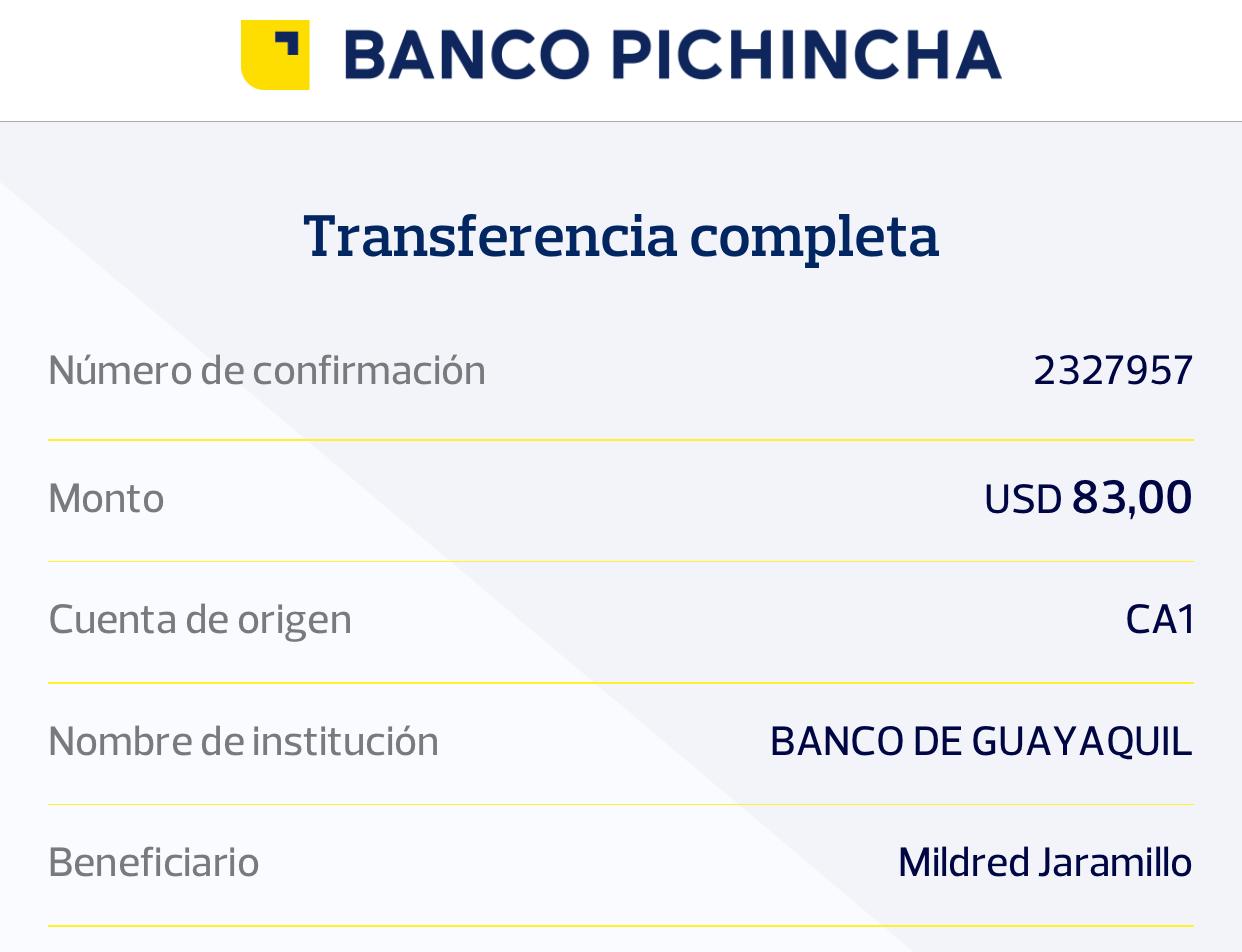 BANCO PICHINCHA
Transferencia completa
Número de confirmación 2327957
Monto USD 83,00
Cuenta de origen CA1
Nombre de institución BANCO DE GUAYAQUIL
Beneficiario Mildred Jaramillo